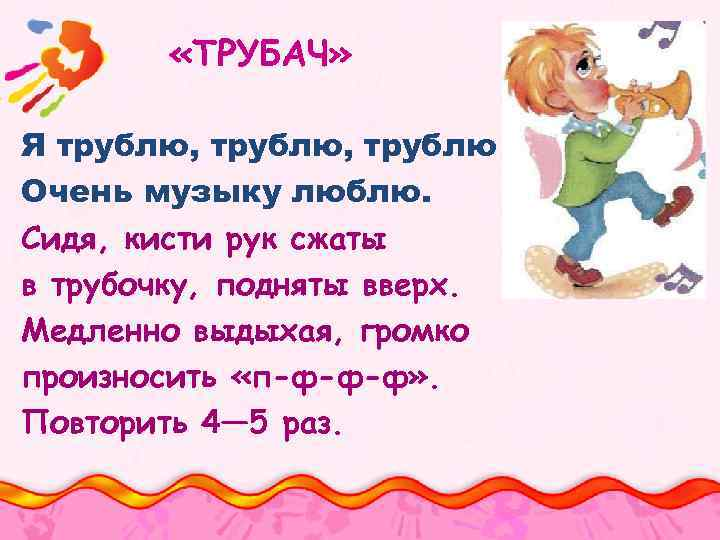 «ТРУБАЧ»
Я трублю, трублю, трублю
Очень музыку люблю.
Сидя, кисти рук сжаты
в трубочку, подняты вверх.
Медленно выдыхая, громко
произносить «п-ф-ф-ф».
Повторить 4—5 раз.